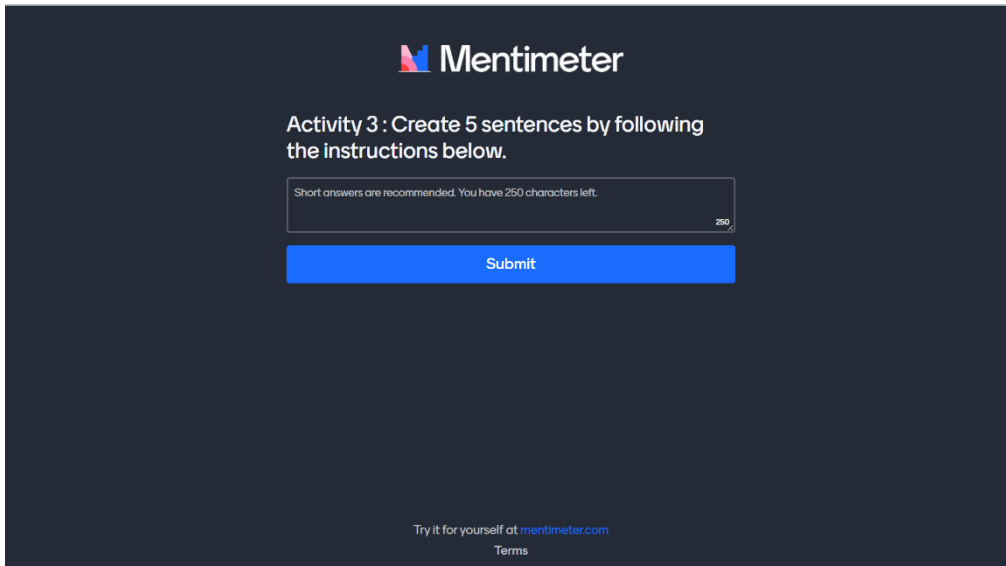 Mentimeter
Activity 3 : Create 5 sentences by following
the instructions below.
Short answers are recommended. You have 250 characters left.
250
Submit
Try it for yourself at mentimeter.com
Terms